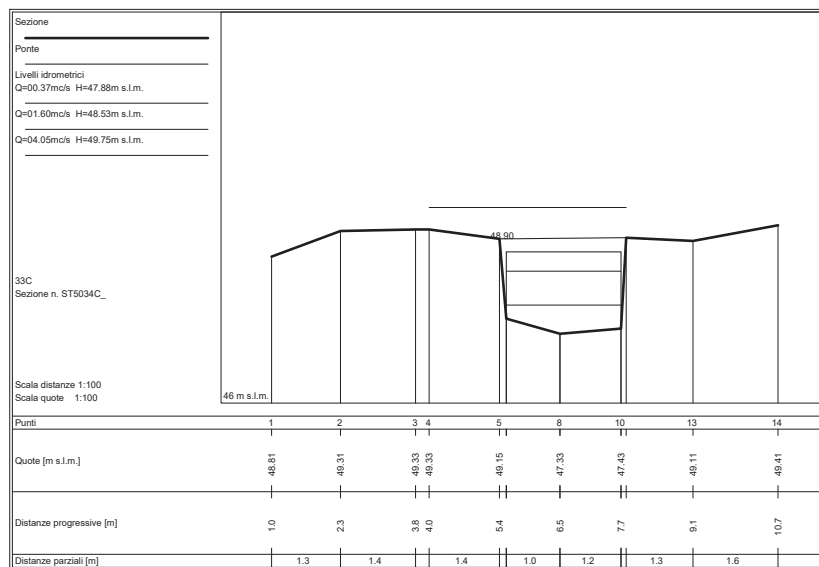 Sezione
Ponte
Livelli idrometrici
Q=00.37mc/s H=47.88m s.l.m.
Q=01.60mc/s H=48.53m s.l.m.
Q=04.05mc/s H=49.75m s.l.m.
48.90
33C
Sezione n. ST5034C_
Scala distanze 1:100
Scala quote 1:100
46 m s.l.m.
Punti 1 2 3 4 5 8 10 13 14
Quote [m s.l.m.] 48.81 49.31 49.33 49.33 49.15 47.33 47.43 49.11 49.41
Distanze progressive [m] 1.0 2.3 3.8 4.0 5.4 6.5 7.7 9.1 10.7
Distanze parziali [m] 1.3 1.4 1.4 1.0 1.2 1.3 1.6